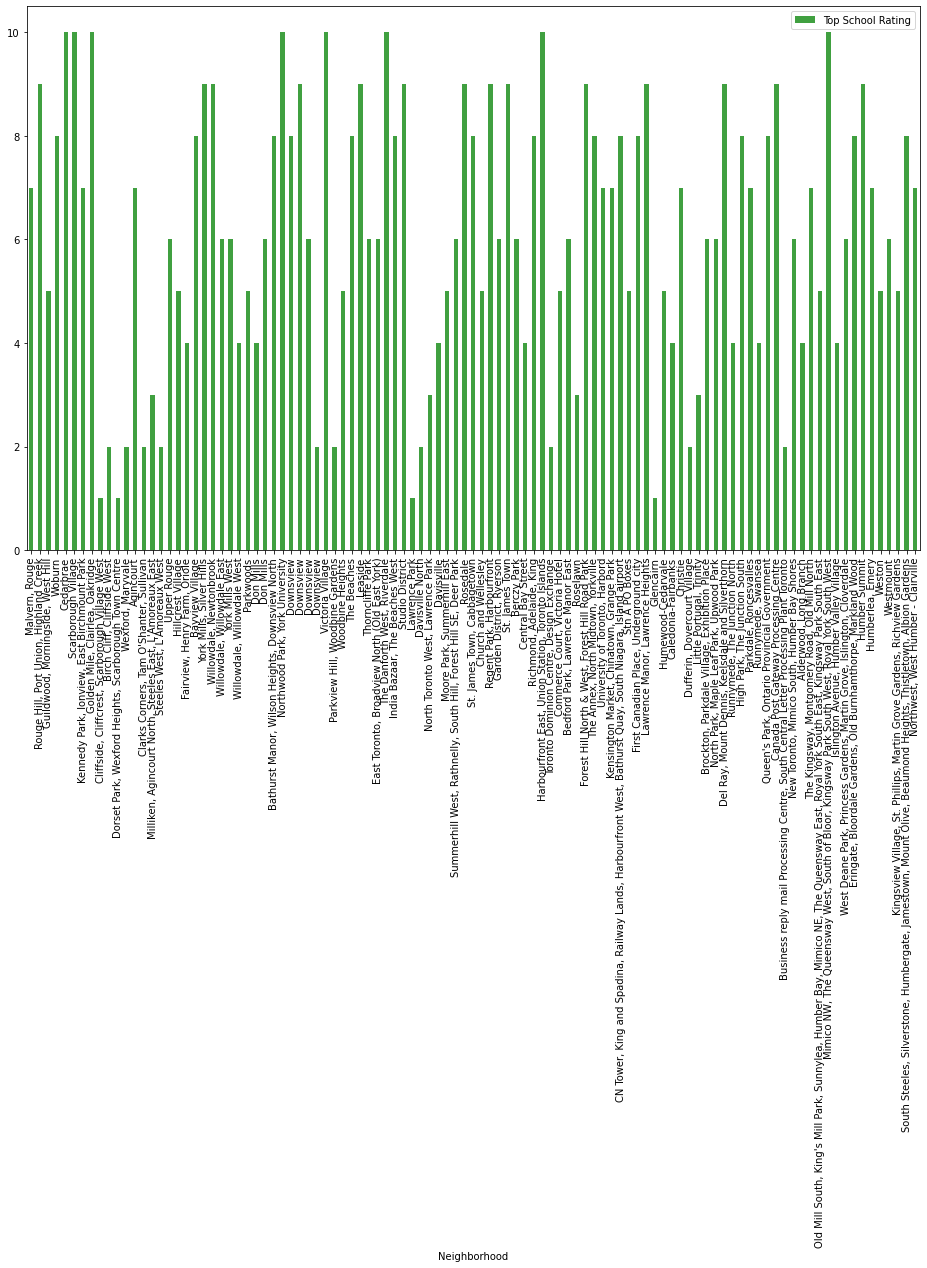 Top School Rating
10
8
6
4
2
0
Malvern, Rouge
Rouge Hill, Port Union, Highland Creek
Guildwood, Morningside, West Hill
Woburn
Cedarbrae
Scarborough Village
Kennedy Park, Ionview, East Birchmount Park
Golden Mile, Clairlea, Oakridge
Cliffside, Cliffcrest, Scarborough Village West
Birch Cliff, Cliffside West
Dorset Park, Wexford Heights, Scarborough Town Centre
Wexford, Maryvale
Agincourt
Clarks Corners, Tam O'Shanter, Sullivan
Milliken, Agincourt North, Steeles East, L'Amoreaux East
Steeles West, L'Amoreaux West
Upper Rouge
Hillcrest Village
Fairview, Henry Farm, Oriole
Bayview Village
York Mills, Silver Hills
Willowdale, Newtonbrook
Willowdale, Willowdale East
York Mills West
Willowdale, Willowdale West
Parkwoods
Don Mills
Don Mills
Bathurst Manor, Wilson Heights, Downsview North
Northwood Park, York University
Downsview
Downsview
Downsview
Downsview
Victoria Village
Parkview Hill, Woodbine Gardens
Woodbine Heights
The Beaches
Leaside
Thorncliffe Park
East Toronto, Broadview North (Old East York)
The Danforth West, Riverdale
India Bazaar, The Beaches West
Studio District
Lawrence Park
Davisville North
North Toronto West, Lawrence Park
Davisville
Moore Park, Summerhill East
Summerhill West, Rathnelly, South Hill, Forest Hill SE, Deer Park
Rosedale
St. James Town, Cabbagetown
Church and Wellesley
Regent Park, Harbourfront
Garden District, Ryerson
St. James Town
Berczy Park
Central Bay Street
Richmond, Adelaide, King
Harbourfront East, Union Station, Toronto Islands
Toronto Dominion Centre, Design Exchange
Commerce Court, Victoria Hotel
Bedford Park, Lawrence Manor East
Roselawn
Forest Hill North & West, Forest Hill Road Park
The Annex, North Midtown, Yorkville
University of Toronto, Harbord
Kensington Market, Chinatown, Grange Park
CN Tower, King and Spadina, Railway Lands, Harbourfront West, Bathurst Quay, South Niagara, Island airport
Stn A PO Boxes
First Canadian Place, Underground city
Lawrence Manor, Lawrence Heights
Glencairn
Humewood-Cedarvale
Caledonia-Fairbanks
Christie
Dufferin, Dovercourt Village
Little Portugal, Trinity
Brockton, Parkdale Village, Exhibition Place
North Park, Maple Leaf Park, Upwood Park
Del Ray, Mount Dennis, Keelsdale and Silverthorn
Runnymede, The Junction North
High Park, The Junction South
Parkdale, Roncesvalles
Runnymede, Swansea
Queen's Park, Ontario Provincial Government
Canada Post Gateway Processing Centre
Business reply mail Processing Centre, South Central Letter Processing Plant Toronto
New Toronto, Mimico South, Humber Bay Shores
Alderwood, Long Branch
The Kingsway, Montgomery Road, Old Mill North
Old Mill South, King's Mill Park, Sunnylea, Humber Bay, Mimico NE, The Queensway East, Royal York South East, Kingsway Park South East
Mimico NW, The Queensway West, South of Bloor, Kingsway Park South West, Royal York South West
Islington Avenue, Humber Valley Village
West Deane Park, Princess Gardens, Martin Grove, Islington, Cloverdale
Eringate, Bloordale Gardens, Old Burnhamthorpe, Markland Wood
Humber Summit
Humberlea, Emery
Weston
Westmount
Kingsview Village, St. Phillips, Martin Grove Gardens, Richview Gardens
South Steeles, Silverstone, Humbergate, Jamestown, Mount Olive, Beaumond Heights, Thistletown, Albion Gardens
Northwest, West Humber - Clairville
Neighborhood